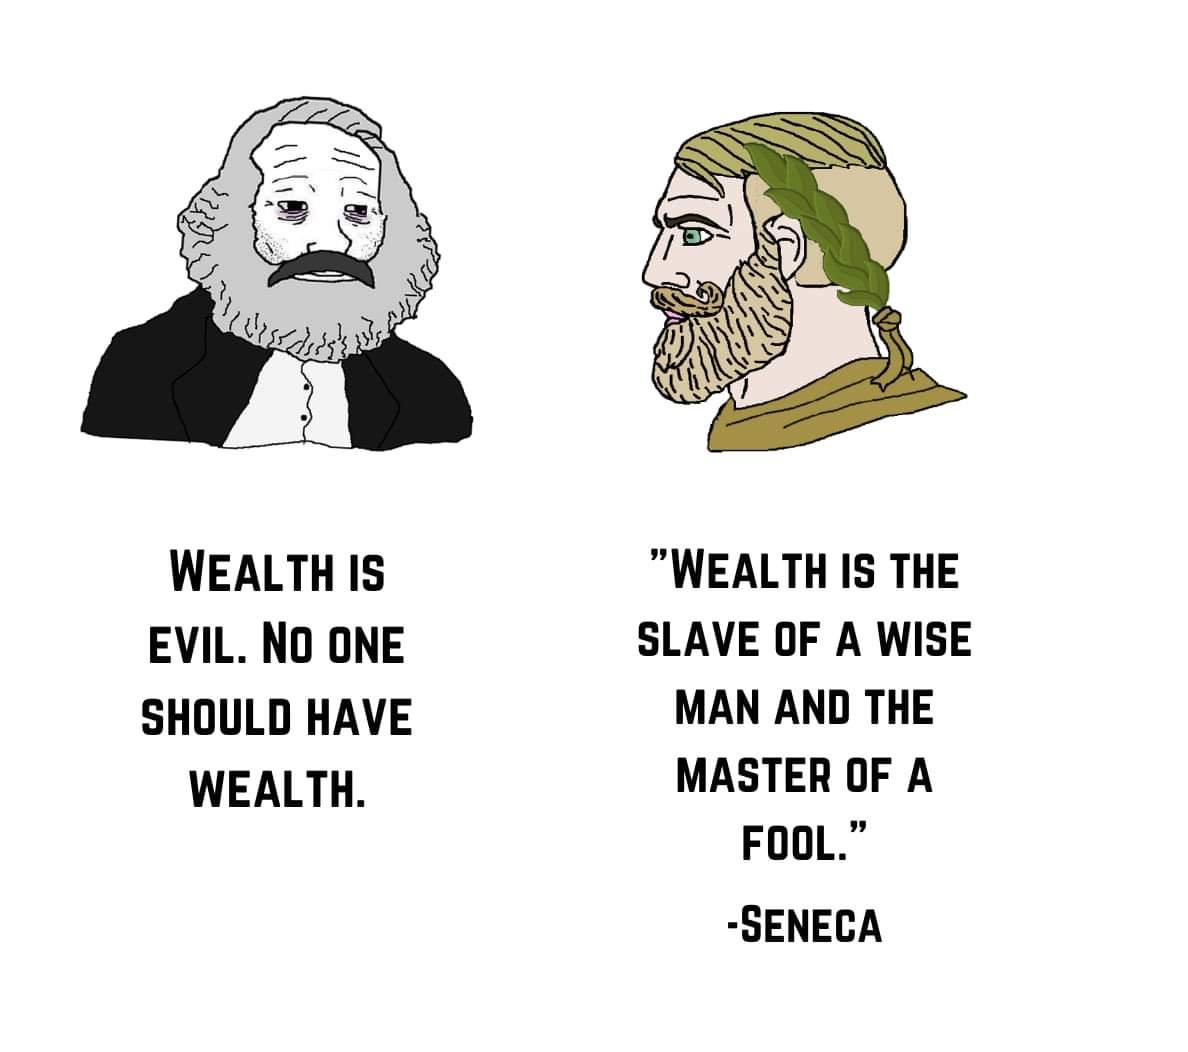 Wealth is
evil. No one
should have
wealth.
"Wealth is the
slave of a wise
man and the
master of a
fool."
-Seneca